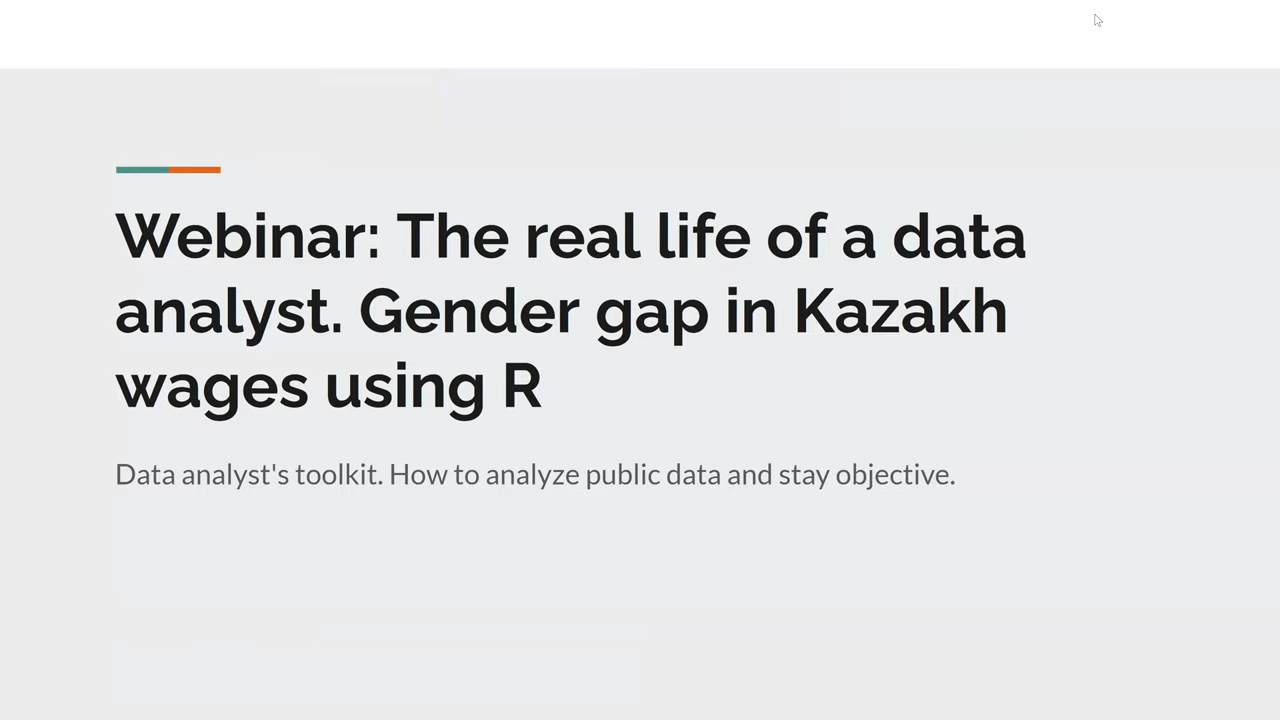 Webinar: The real life of a data
analyst. Gender gap in Kazakh
wages using R
Data analyst's toolkit. How to analyze public data and stay objective.